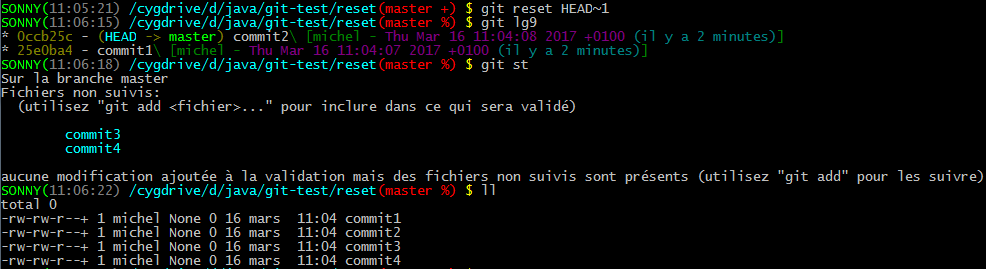 SONNY(11:05:21) /cygdrive/d/java/git-test/reset(master +) $ git reset HEAD~1
SONNY(11:06:15) /cygdrive/d/java/git-test/reset(master %) $ git lg9
* 0ccb25c - (HEAD -> master) commit2\ [michel - Thu Mar 16 11:04:08 2017 +0100 (il y a 2 minutes)]
* 25e0ba4 - commit1\ [michel - Thu Mar 16 11:04:07 2017 +0100 (il y a 2 minutes)]
SONNY(11:06:18) /cygdrive/d/java/git-test/reset(master %) $ git st
Sur la branche master
Fichiers non suivis:
  (utilisez "git add <fichier>..." pour inclure dans ce qui sera validé)
        commit3
        commit4
aucune modification ajoutée à la validation mais des fichiers non suivis sont présents (utilisez "git add" pour les suivre)
SONNY(11:06:22) /cygdrive/d/java/git-test/reset(master %) $ ll
total 0
-rw-rw-r--+ 1 michel None 0 16 mars  11:04 commit1
-rw-rw-r--+ 1 michel None 0 16 mars  11:04 commit2
-rw-rw-r--+ 1 michel None 0 16 mars  11:04 commit3
-rw-rw-r--+ 1 michel None 0 16 mars  11:04 commit4